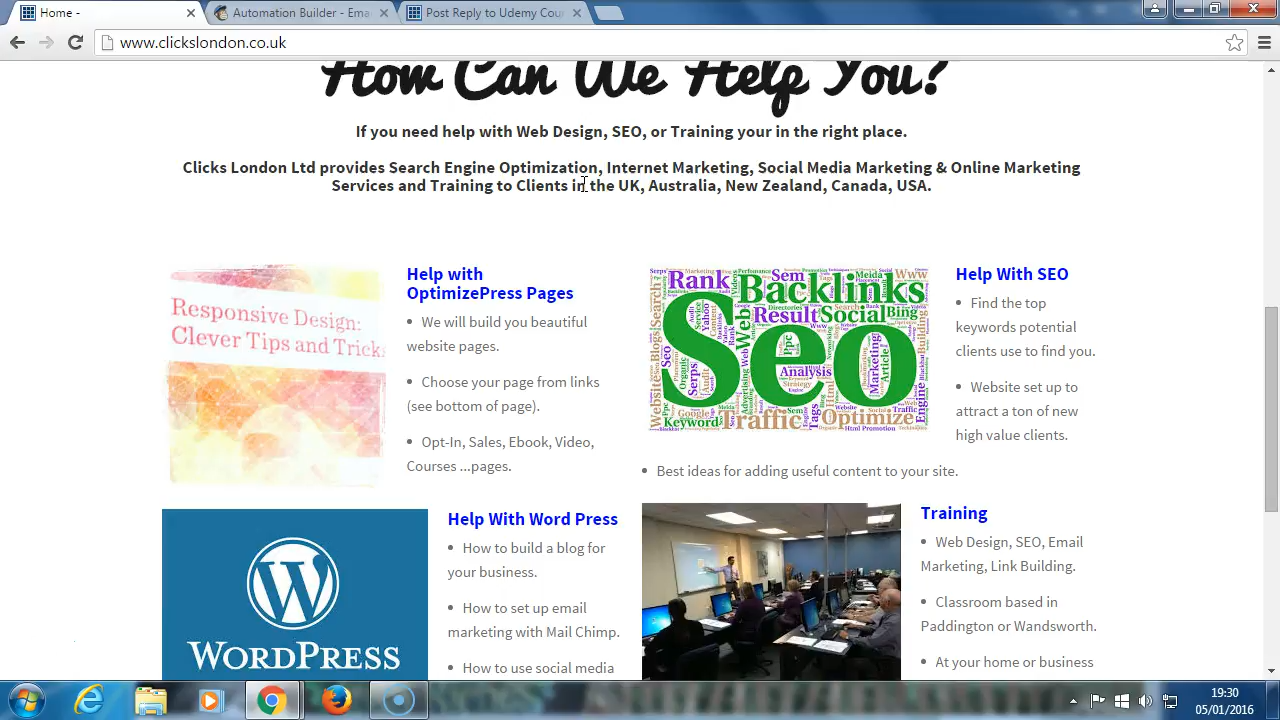 Home -
Automation Builder - Ema
Post Reply to Udemy Cou
www.clickslondon.co.uk
How Can We Help You?
If you need help with Web Design, SEO, or Training your in the right place.
Clicks London Ltd provides Search Engine Optimization, Internet Marketing, Social Media Marketing & Online Marketing
Services and Training to Clients in the UK, Australia, New Zealand, Canada, USA.
Responsive Design:
Clever Tips and Tricks
Help with
OptimizePress Pages
• We will build you beautiful
website pages.
• Choose your page from links
(see bottom of page).
• Opt-In, Sales, Ebook, Video,
Courses ...pages.
Rank
Sem
Backlinks
Result
Social
Bing
Seo
Web
Analysis
Marketing
Keyword
Traffic
Optimize
Engine
Google
Html Promotion
Help With SEO
• Find the top
keywords potential
clients use to find you.
• Website set up to
attract a ton of new
high value clients.
• Best ideas for adding useful content to your site.
WORDPRESS
Help With Word Press
• How to build a blog for
your business.
• How to set up email
marketing with Mail Chimp.
• How to use social media
Training
• Web Design, SEO, Email
Marketing, Link Building.
• Classroom based in
Paddington or Wandsworth.
• At your home or business
19:30
05/01/2016